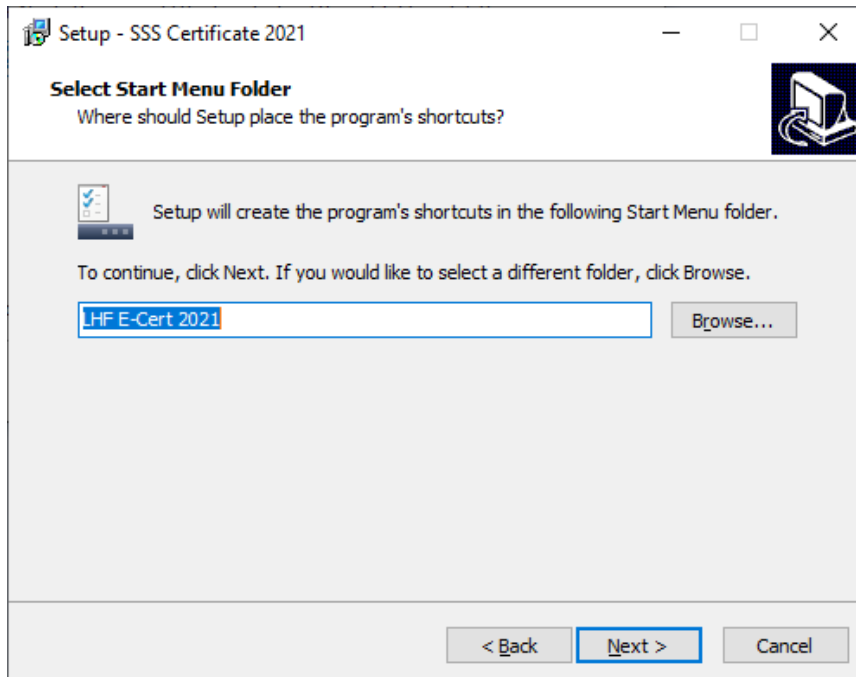 Setup - SSS Certificate 2021
Select Start Menu Folder
Where should Setup place the program's shortcuts?
Setup will create the program's shortcuts in the following Start Menu folder.
To continue, click Next. If you would like to select a different folder, click Browse.
LHF E-Cert 2021
Browse...
< Back
Next >
Cancel